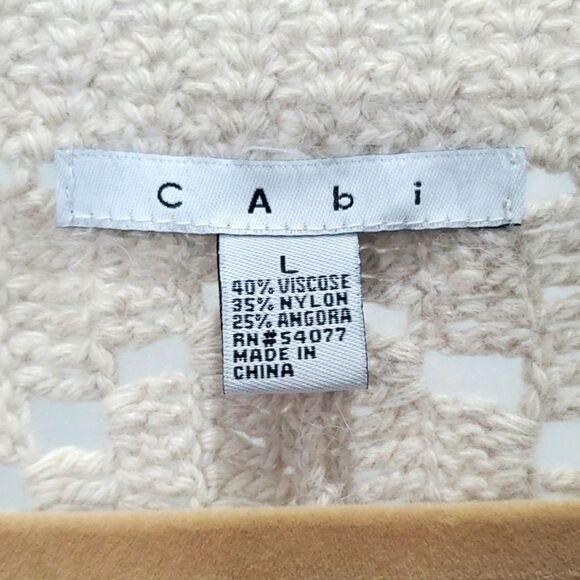 CAbi
L
40% VISCOSE
35% NYLON
25% ANGORA
RN#54077
MADE IN
CHINA